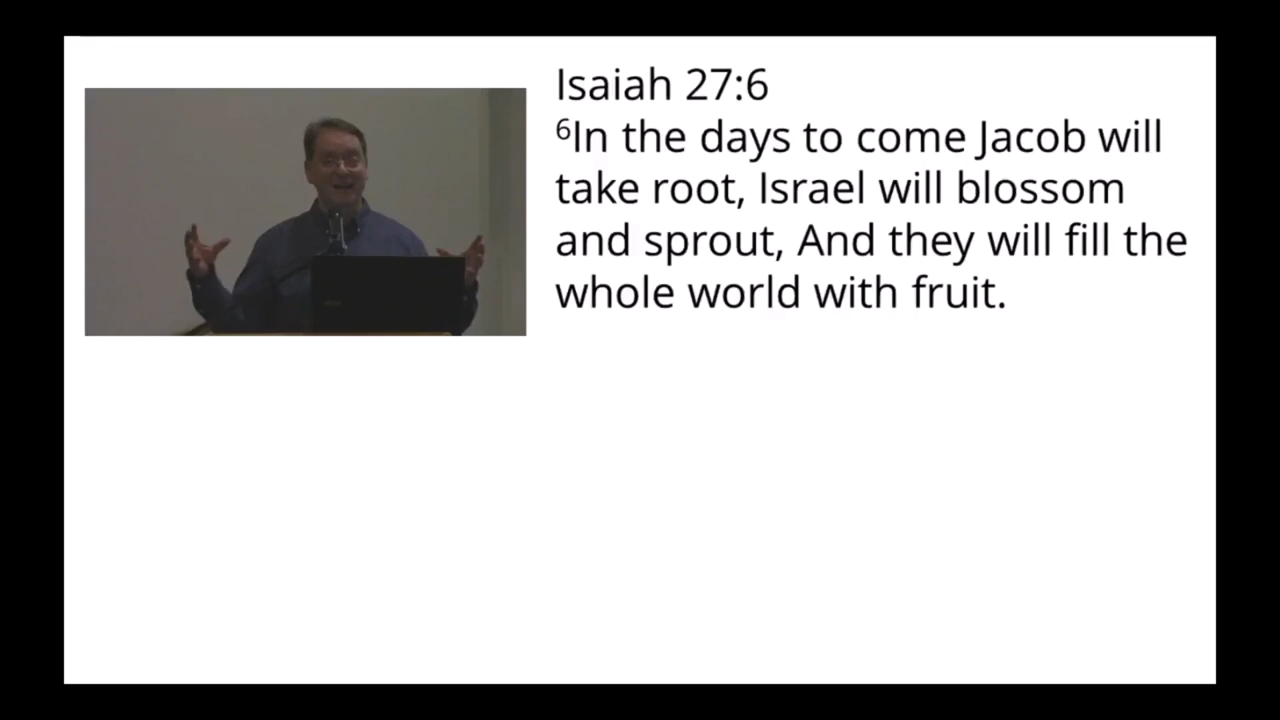 Isaiah 27:6
⁶In the days to come Jacob will
take root, Israel will blossom
and sprout, And they will fill the
whole world with fruit.